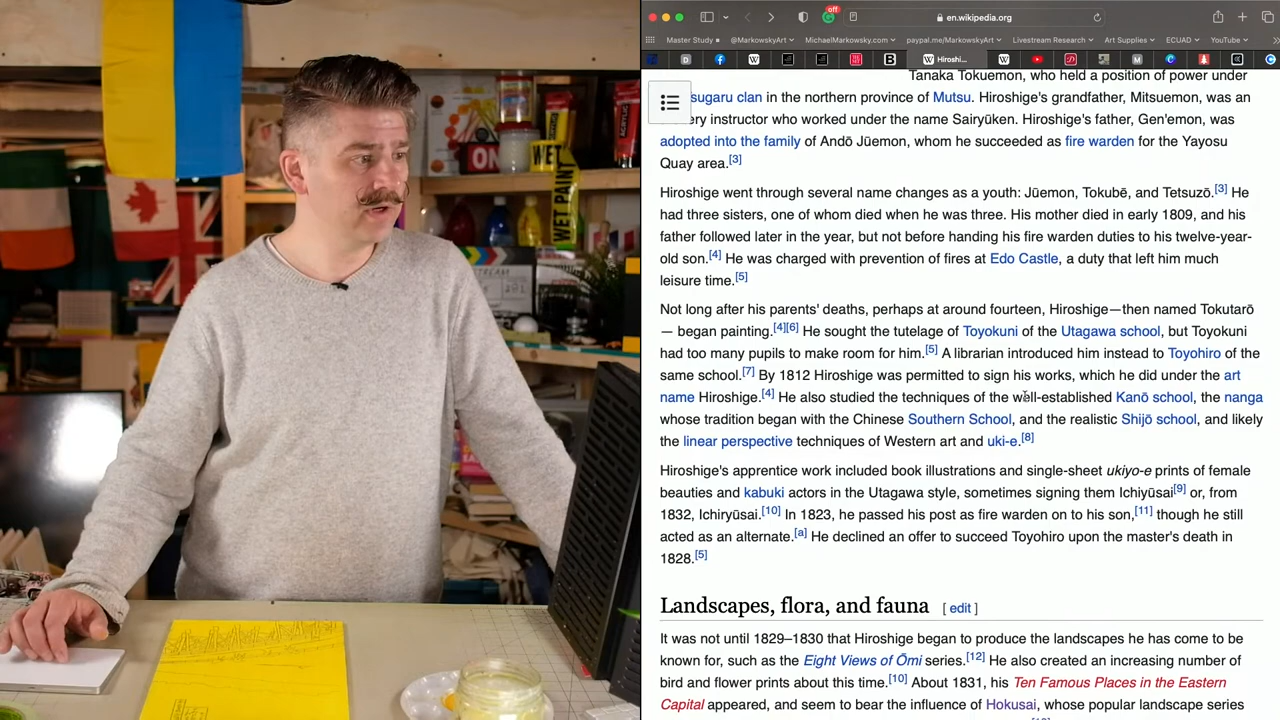 off
en.wikipedia.org
Master Study
@MarkowskyArt
MichaelMarkowsky.com
paypal.me/MarkowskyArt
Livestream Research
Art Supplies
ECUAD
YouTube
Hiroshi...
Tanaka Tokuemon, who held a position of power under
sugaru clan in the northern province of Mutsu. Hiroshige's grandfather, Mitsuemon, was an
ery instructor who worked under the name Sairyūken. Hiroshige's father, Gen'emon, was
adopted into the family of Andō Jūemon, whom he succeeded as fire warden for the Yayosu
Quay area.[3]
Hiroshige went through several name changes as a youth: Jūemon, Tokubē, and Tetsuzō.[3] He
had three sisters, one of whom died when he was three. His mother died in early 1809, and his
father followed later in the year, but not before handing his fire warden duties to his twelve-year-
old son.[4] He was charged with prevention of fires at Edo Castle, a duty that left him much
leisure time.[5]
Not long after his parents' deaths, perhaps at around fourteen, Hiroshige—then named Tokutarō
— began painting.[4][6] He sought the tutelage of Toyokuni of the Utagawa school, but Toyokuni
had too many pupils to make room for him.[5] A librarian introduced him instead to Toyohiro of the
same school.[7] By 1812 Hiroshige was permitted to sign his works, which he did under the art
name Hiroshige.[4] He also studied the techniques of the well-established Kanō school, the nanga
whose tradition began with the Chinese Southern School, and the realistic Shijō school, and likely
the linear perspective techniques of Western art and uki-e.[8]
Hiroshige's apprentice work included book illustrations and single-sheet ukiyo-e prints of female
beauties and kabuki actors in the Utagawa style, sometimes signing them Ichiyūsai[9] or, from
1832, Ichiryūsai.[10] In 1823, he passed his post as fire warden on to his son,[11] though he still
acted as an alternate.[a] He declined an offer to succeed Toyohiro upon the master's death in
1828.[5]
Landscapes, flora, and fauna [ edit ]
It was not until 1829–1830 that Hiroshige began to produce the landscapes he has come to be
known for, such as the Eight Views of Ōmi series.[12] He also created an increasing number of
bird and flower prints about this time.[10] About 1831, his Ten Famous Places in the Eastern
Capital appeared, and seem to bear the influence of Hokusai, whose popular landscape series
ON
WET
WET PAINT
ACRYLIC